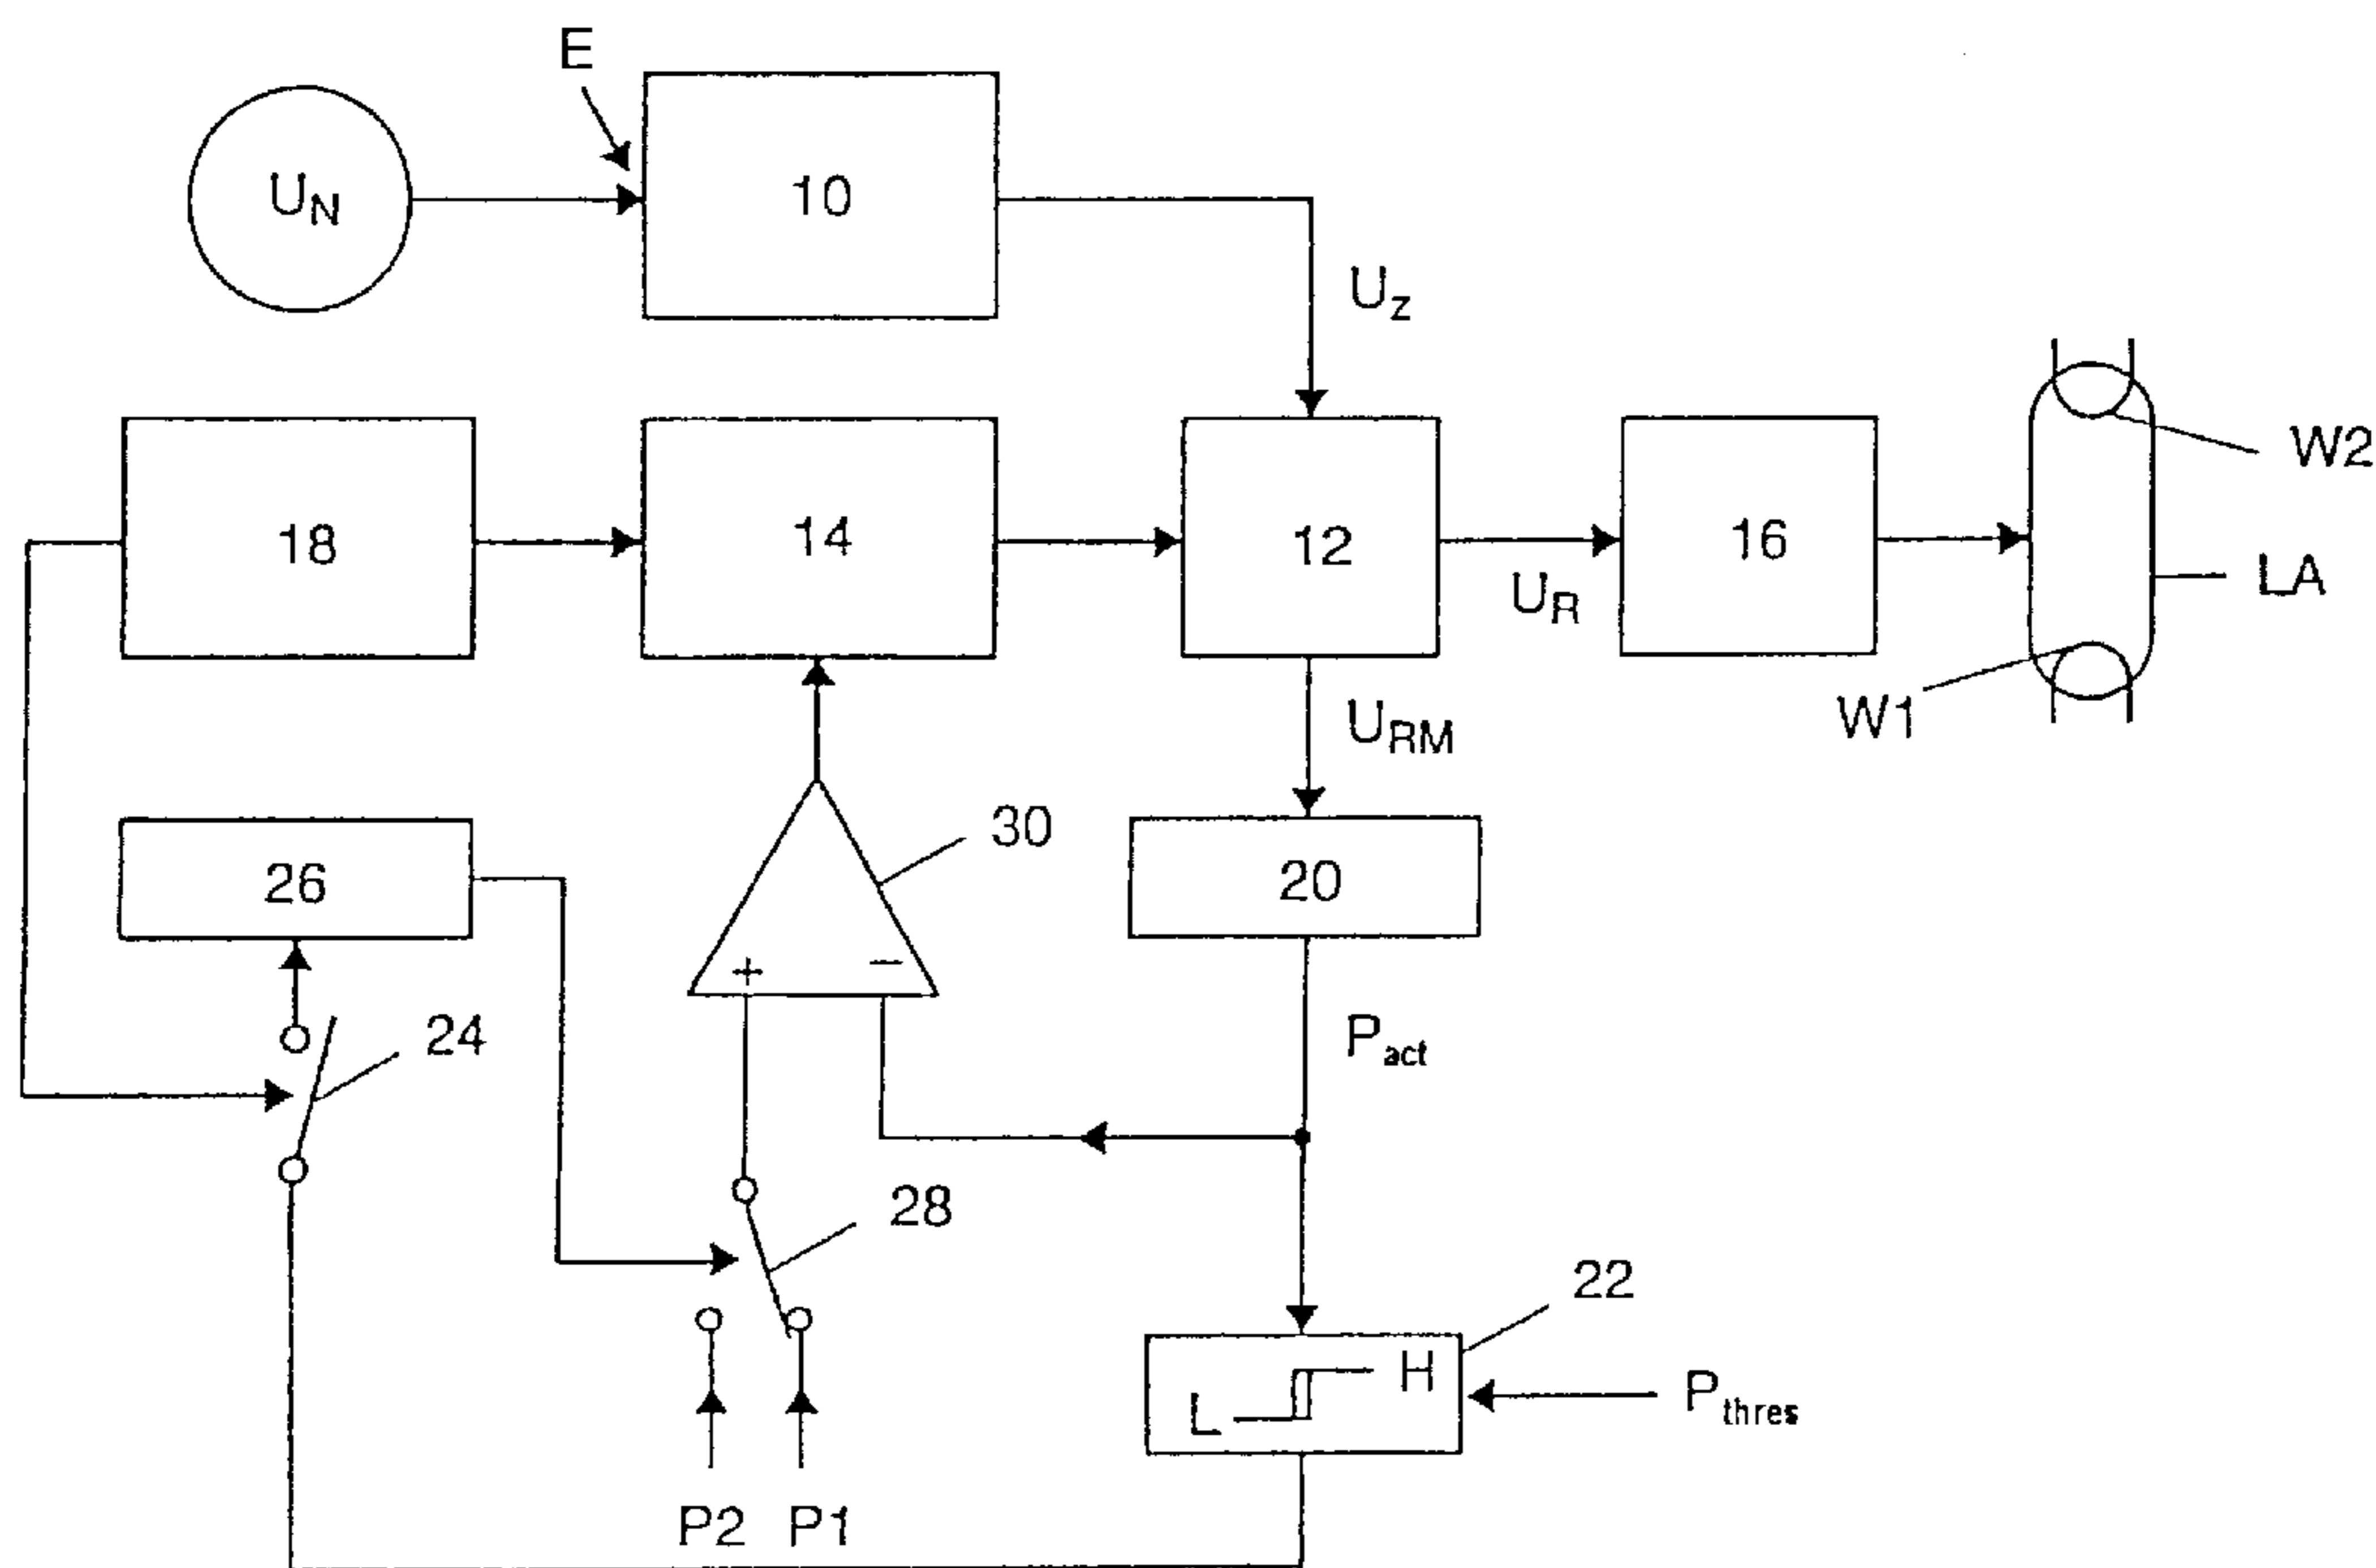 E
U_N
10
U_z
18
14
12
U_R
16
W2
LA
W1
U_RM
26
30
20
+
−
24
P_act
28
22
L
H
P_thres
P2
P1